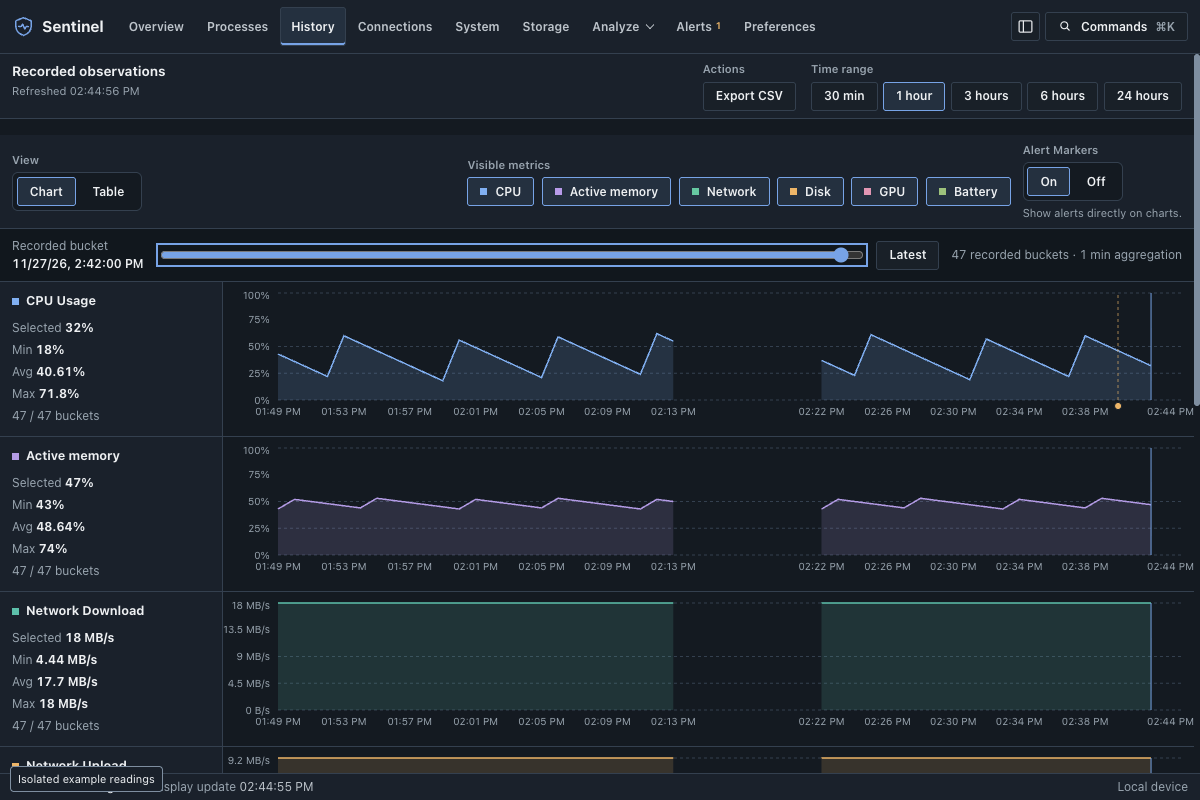 Sentinel Overview Processes History Connections System Storage Analyze Alerts 1 Preferences Commands ⌘K
Recorded observations
Refreshed 02:44:56 PM
Actions
Export CSV
Time range
30 min 1 hour 3 hours 6 hours 24 hours
View
Chart Table
Visible metrics
CPU Active memory Network Disk GPU Battery
Alert Markers
On Off
Show alerts directly on charts.
Recorded bucket
11/27/26, 2:42:00 PM
Latest
47 recorded buckets · 1 min aggregation
CPU Usage
Selected 32%
Min 18%
Avg 40.61%
Max 71.8%
47 / 47 buckets
100%
75%
50%
25%
0%
01:49 PM 01:53 PM 01:57 PM 02:01 PM 02:05 PM 02:09 PM 02:13 PM 02:22 PM 02:26 PM 02:30 PM 02:34 PM 02:38 PM 02:44 PM
Active memory
Selected 47%
Min 43%
Avg 48.64%
Max 74%
47 / 47 buckets
100%
75%
50%
25%
0%
01:49 PM 01:53 PM 01:57 PM 02:01 PM 02:05 PM 02:09 PM 02:13 PM 02:22 PM 02:26 PM 02:30 PM 02:34 PM 02:38 PM 02:44 PM
Network Download
Selected 18 MB/s
Min 4.44 MB/s
Avg 17.7 MB/s
Max 18 MB/s
47 / 47 buckets
18 MB/s
13.5 MB/s
9 MB/s
4.5 MB/s
0 B/s
01:49 PM 01:53 PM 01:57 PM 02:01 PM 02:05 PM 02:09 PM 02:13 PM 02:22 PM 02:26 PM 02:30 PM 02:34 PM 02:38 PM 02:44 PM
Network Upload
9.2 MB/s
Isolated example readings
update 02:44:55 PM
Local device